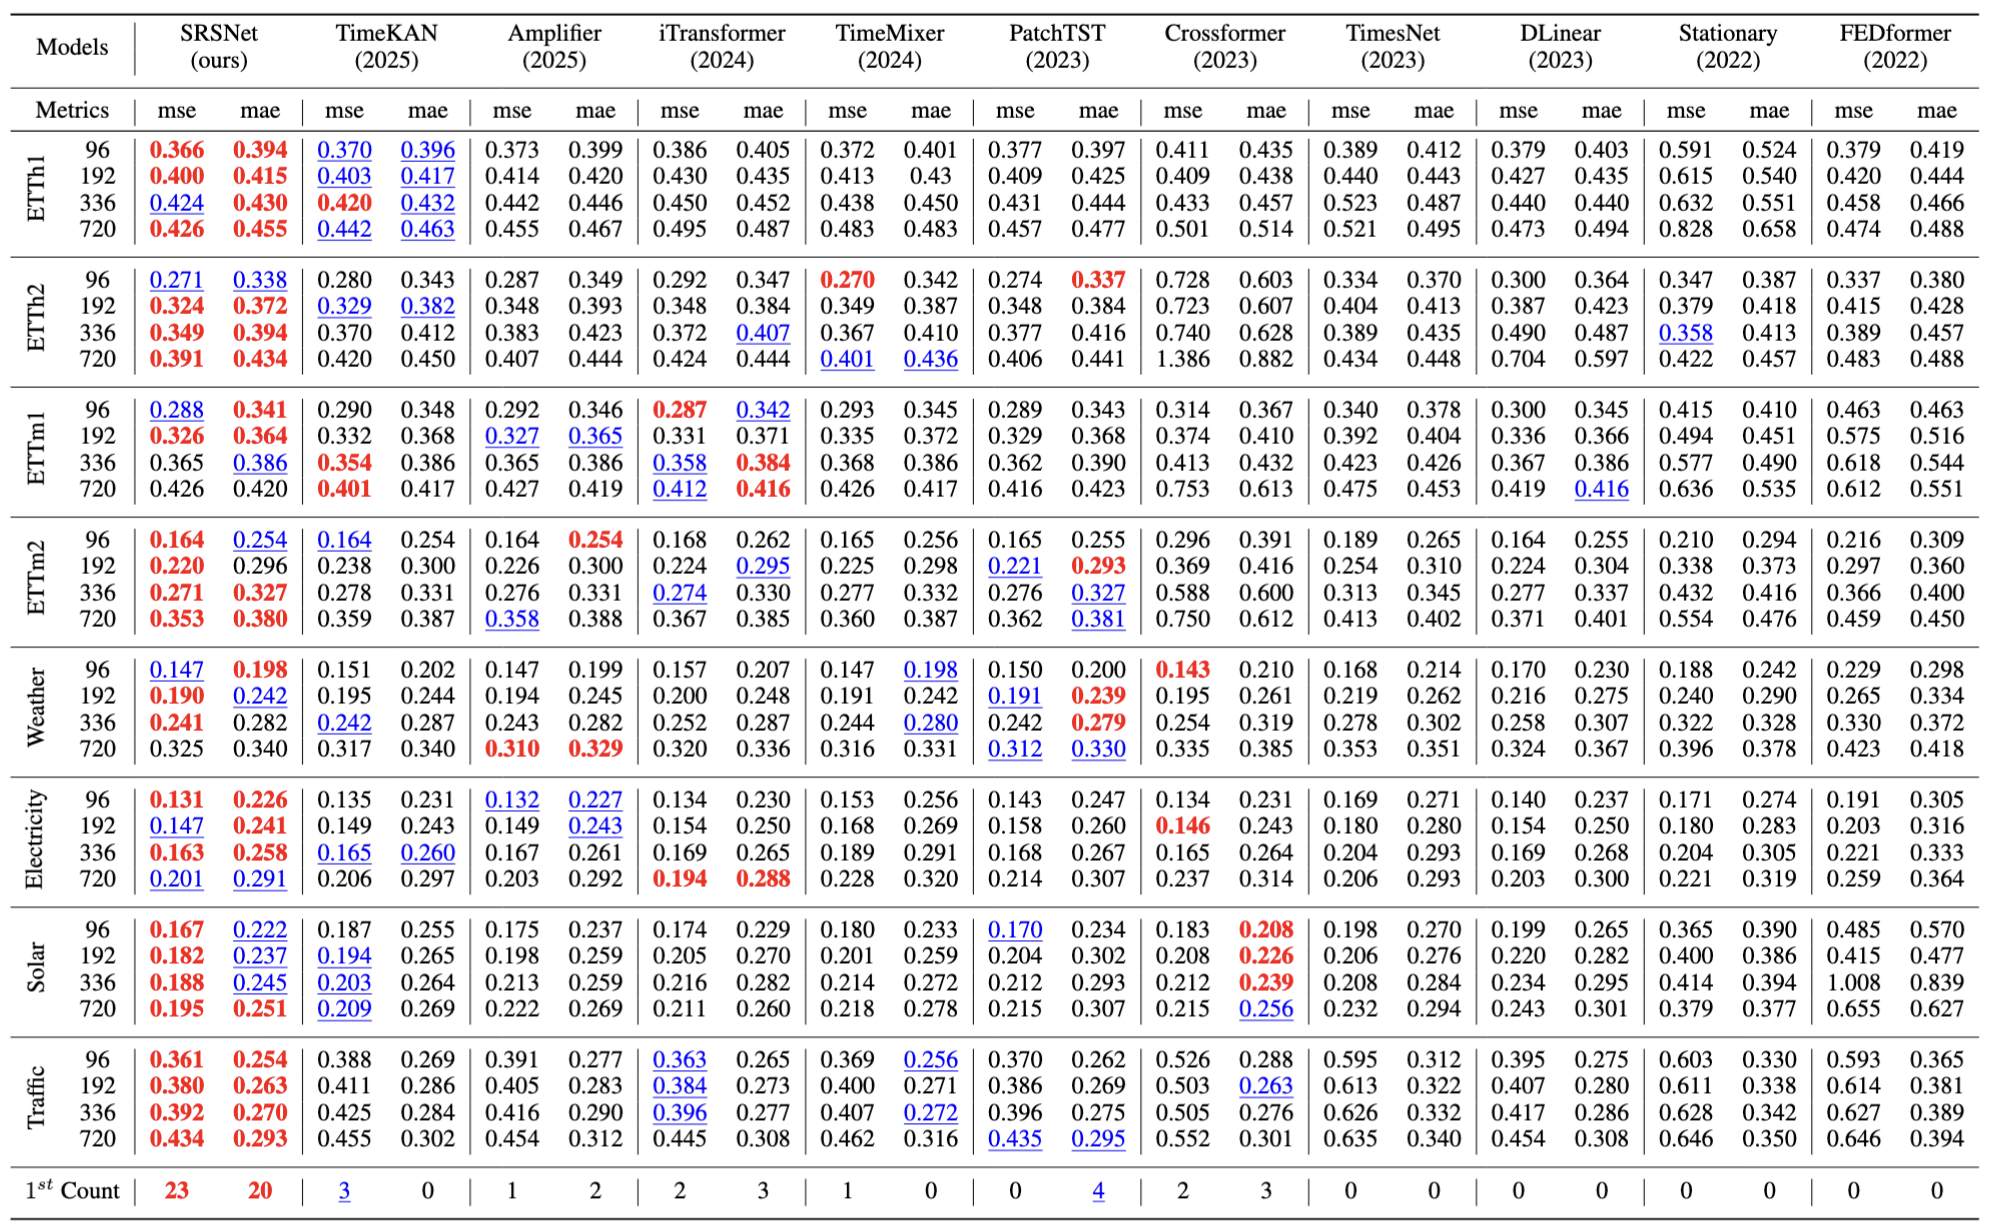 Models SRSNet TimeKAN Amplifier iTransformer TimeMixer PatchTST Crossformer TimesNet DLinear Stationary FEDformer
(ours) (2025) (2025) (2024) (2024) (2023) (2023) (2023) (2023) (2022) (2022)
Metrics mse mae mse mae mse mae mse mae mse mae mse mae mse mae mse mae mse mae mse mae mse mae
ETTh1
96 0.366 0.394 0.370 0.396 0.373 0.399 0.386 0.405 0.372 0.401 0.377 0.397 0.411 0.435 0.389 0.412 0.379 0.403 0.591 0.524 0.379 0.419
192 0.400 0.415 0.403 0.417 0.414 0.420 0.430 0.435 0.413 0.43 0.409 0.425 0.409 0.438 0.440 0.443 0.427 0.435 0.615 0.540 0.420 0.444
336 0.424 0.430 0.420 0.432 0.442 0.446 0.450 0.452 0.438 0.450 0.431 0.444 0.433 0.457 0.523 0.487 0.440 0.440 0.632 0.551 0.458 0.466
720 0.426 0.455 0.442 0.463 0.455 0.467 0.495 0.487 0.483 0.483 0.457 0.477 0.501 0.514 0.521 0.495 0.473 0.494 0.828 0.658 0.474 0.488
ETTh2
96 0.271 0.338 0.280 0.343 0.287 0.349 0.292 0.347 0.270 0.342 0.274 0.337 0.728 0.603 0.334 0.370 0.300 0.364 0.347 0.387 0.337 0.380
192 0.324 0.372 0.329 0.382 0.348 0.393 0.348 0.384 0.349 0.387 0.348 0.384 0.723 0.607 0.404 0.413 0.387 0.423 0.379 0.418 0.415 0.428
336 0.349 0.394 0.370 0.412 0.383 0.423 0.372 0.407 0.367 0.410 0.377 0.416 0.740 0.628 0.389 0.435 0.490 0.487 0.358 0.413 0.389 0.457
720 0.391 0.434 0.420 0.450 0.407 0.444 0.424 0.444 0.401 0.436 0.406 0.441 1.386 0.882 0.434 0.448 0.704 0.597 0.422 0.457 0.483 0.488
ETTm1
96 0.288 0.341 0.290 0.348 0.292 0.346 0.287 0.342 0.293 0.345 0.289 0.343 0.314 0.367 0.340 0.378 0.300 0.345 0.415 0.410 0.463 0.463
192 0.326 0.364 0.332 0.368 0.327 0.365 0.331 0.371 0.335 0.372 0.329 0.368 0.374 0.410 0.392 0.404 0.336 0.366 0.494 0.451 0.575 0.516
336 0.365 0.386 0.354 0.386 0.365 0.386 0.358 0.384 0.368 0.386 0.362 0.390 0.413 0.432 0.423 0.426 0.367 0.386 0.577 0.490 0.618 0.544
720 0.426 0.420 0.401 0.417 0.427 0.419 0.412 0.416 0.426 0.417 0.416 0.423 0.753 0.613 0.475 0.453 0.419 0.416 0.636 0.535 0.612 0.551
ETTm2
96 0.164 0.254 0.164 0.254 0.164 0.254 0.168 0.262 0.165 0.256 0.165 0.255 0.296 0.391 0.189 0.265 0.164 0.255 0.210 0.294 0.216 0.309
192 0.220 0.296 0.238 0.300 0.226 0.300 0.224 0.295 0.225 0.298 0.221 0.293 0.369 0.416 0.254 0.310 0.224 0.304 0.338 0.373 0.297 0.360
336 0.271 0.327 0.278 0.331 0.276 0.331 0.274 0.330 0.277 0.332 0.276 0.327 0.588 0.600 0.313 0.345 0.277 0.337 0.432 0.416 0.366 0.400
720 0.353 0.380 0.359 0.387 0.358 0.388 0.367 0.385 0.360 0.387 0.362 0.381 0.750 0.612 0.413 0.402 0.371 0.401 0.554 0.476 0.459 0.450
Weather
96 0.147 0.198 0.151 0.202 0.147 0.199 0.157 0.207 0.147 0.198 0.150 0.200 0.143 0.210 0.168 0.214 0.170 0.230 0.188 0.242 0.229 0.298
192 0.190 0.242 0.195 0.244 0.194 0.245 0.200 0.248 0.191 0.242 0.191 0.239 0.195 0.261 0.219 0.262 0.216 0.275 0.240 0.290 0.265 0.334
336 0.241 0.282 0.242 0.287 0.243 0.282 0.252 0.287 0.244 0.280 0.242 0.279 0.254 0.319 0.278 0.302 0.258 0.307 0.322 0.328 0.330 0.372
720 0.325 0.340 0.317 0.340 0.310 0.329 0.320 0.336 0.316 0.331 0.312 0.330 0.335 0.385 0.353 0.351 0.324 0.367 0.396 0.378 0.423 0.418
Electricity
96 0.131 0.226 0.135 0.231 0.132 0.227 0.134 0.230 0.153 0.256 0.143 0.247 0.134 0.231 0.169 0.271 0.140 0.237 0.171 0.274 0.191 0.305
192 0.147 0.241 0.149 0.243 0.149 0.243 0.154 0.250 0.168 0.269 0.158 0.260 0.146 0.243 0.180 0.280 0.154 0.250 0.180 0.283 0.203 0.316
336 0.163 0.258 0.165 0.260 0.167 0.261 0.169 0.265 0.189 0.291 0.168 0.267 0.165 0.264 0.204 0.293 0.169 0.268 0.204 0.305 0.221 0.333
720 0.201 0.291 0.206 0.297 0.203 0.292 0.194 0.288 0.228 0.320 0.214 0.307 0.237 0.314 0.206 0.293 0.203 0.300 0.221 0.319 0.259 0.364
Solar
96 0.167 0.222 0.187 0.255 0.175 0.237 0.174 0.229 0.180 0.233 0.170 0.234 0.183 0.208 0.198 0.270 0.199 0.265 0.365 0.390 0.485 0.570
192 0.182 0.237 0.194 0.265 0.198 0.259 0.205 0.270 0.201 0.259 0.204 0.302 0.208 0.226 0.206 0.276 0.220 0.282 0.400 0.386 0.415 0.477
336 0.188 0.245 0.203 0.264 0.213 0.259 0.216 0.282 0.214 0.272 0.212 0.293 0.212 0.239 0.208 0.284 0.234 0.295 0.414 0.394 1.008 0.839
720 0.195 0.251 0.209 0.269 0.222 0.269 0.211 0.260 0.218 0.278 0.215 0.307 0.215 0.256 0.232 0.294 0.243 0.301 0.379 0.377 0.655 0.627
Traffic
96 0.361 0.254 0.388 0.269 0.391 0.277 0.363 0.265 0.369 0.256 0.370 0.262 0.526 0.288 0.595 0.312 0.395 0.275 0.603 0.330 0.593 0.365
192 0.380 0.263 0.411 0.286 0.405 0.283 0.384 0.273 0.400 0.271 0.386 0.269 0.503 0.263 0.613 0.322 0.407 0.280 0.611 0.338 0.614 0.381
336 0.392 0.270 0.425 0.284 0.416 0.290 0.396 0.277 0.407 0.272 0.396 0.275 0.505 0.276 0.626 0.332 0.417 0.286 0.628 0.342 0.627 0.389
720 0.434 0.293 0.455 0.302 0.454 0.312 0.445 0.308 0.462 0.316 0.435 0.295 0.552 0.301 0.635 0.340 0.454 0.308 0.646 0.350 0.646 0.394
1st Count 23 20 3 0 1 2 2 3 1 0 0 4 2 3 0 0 0 0 0 0 0 0